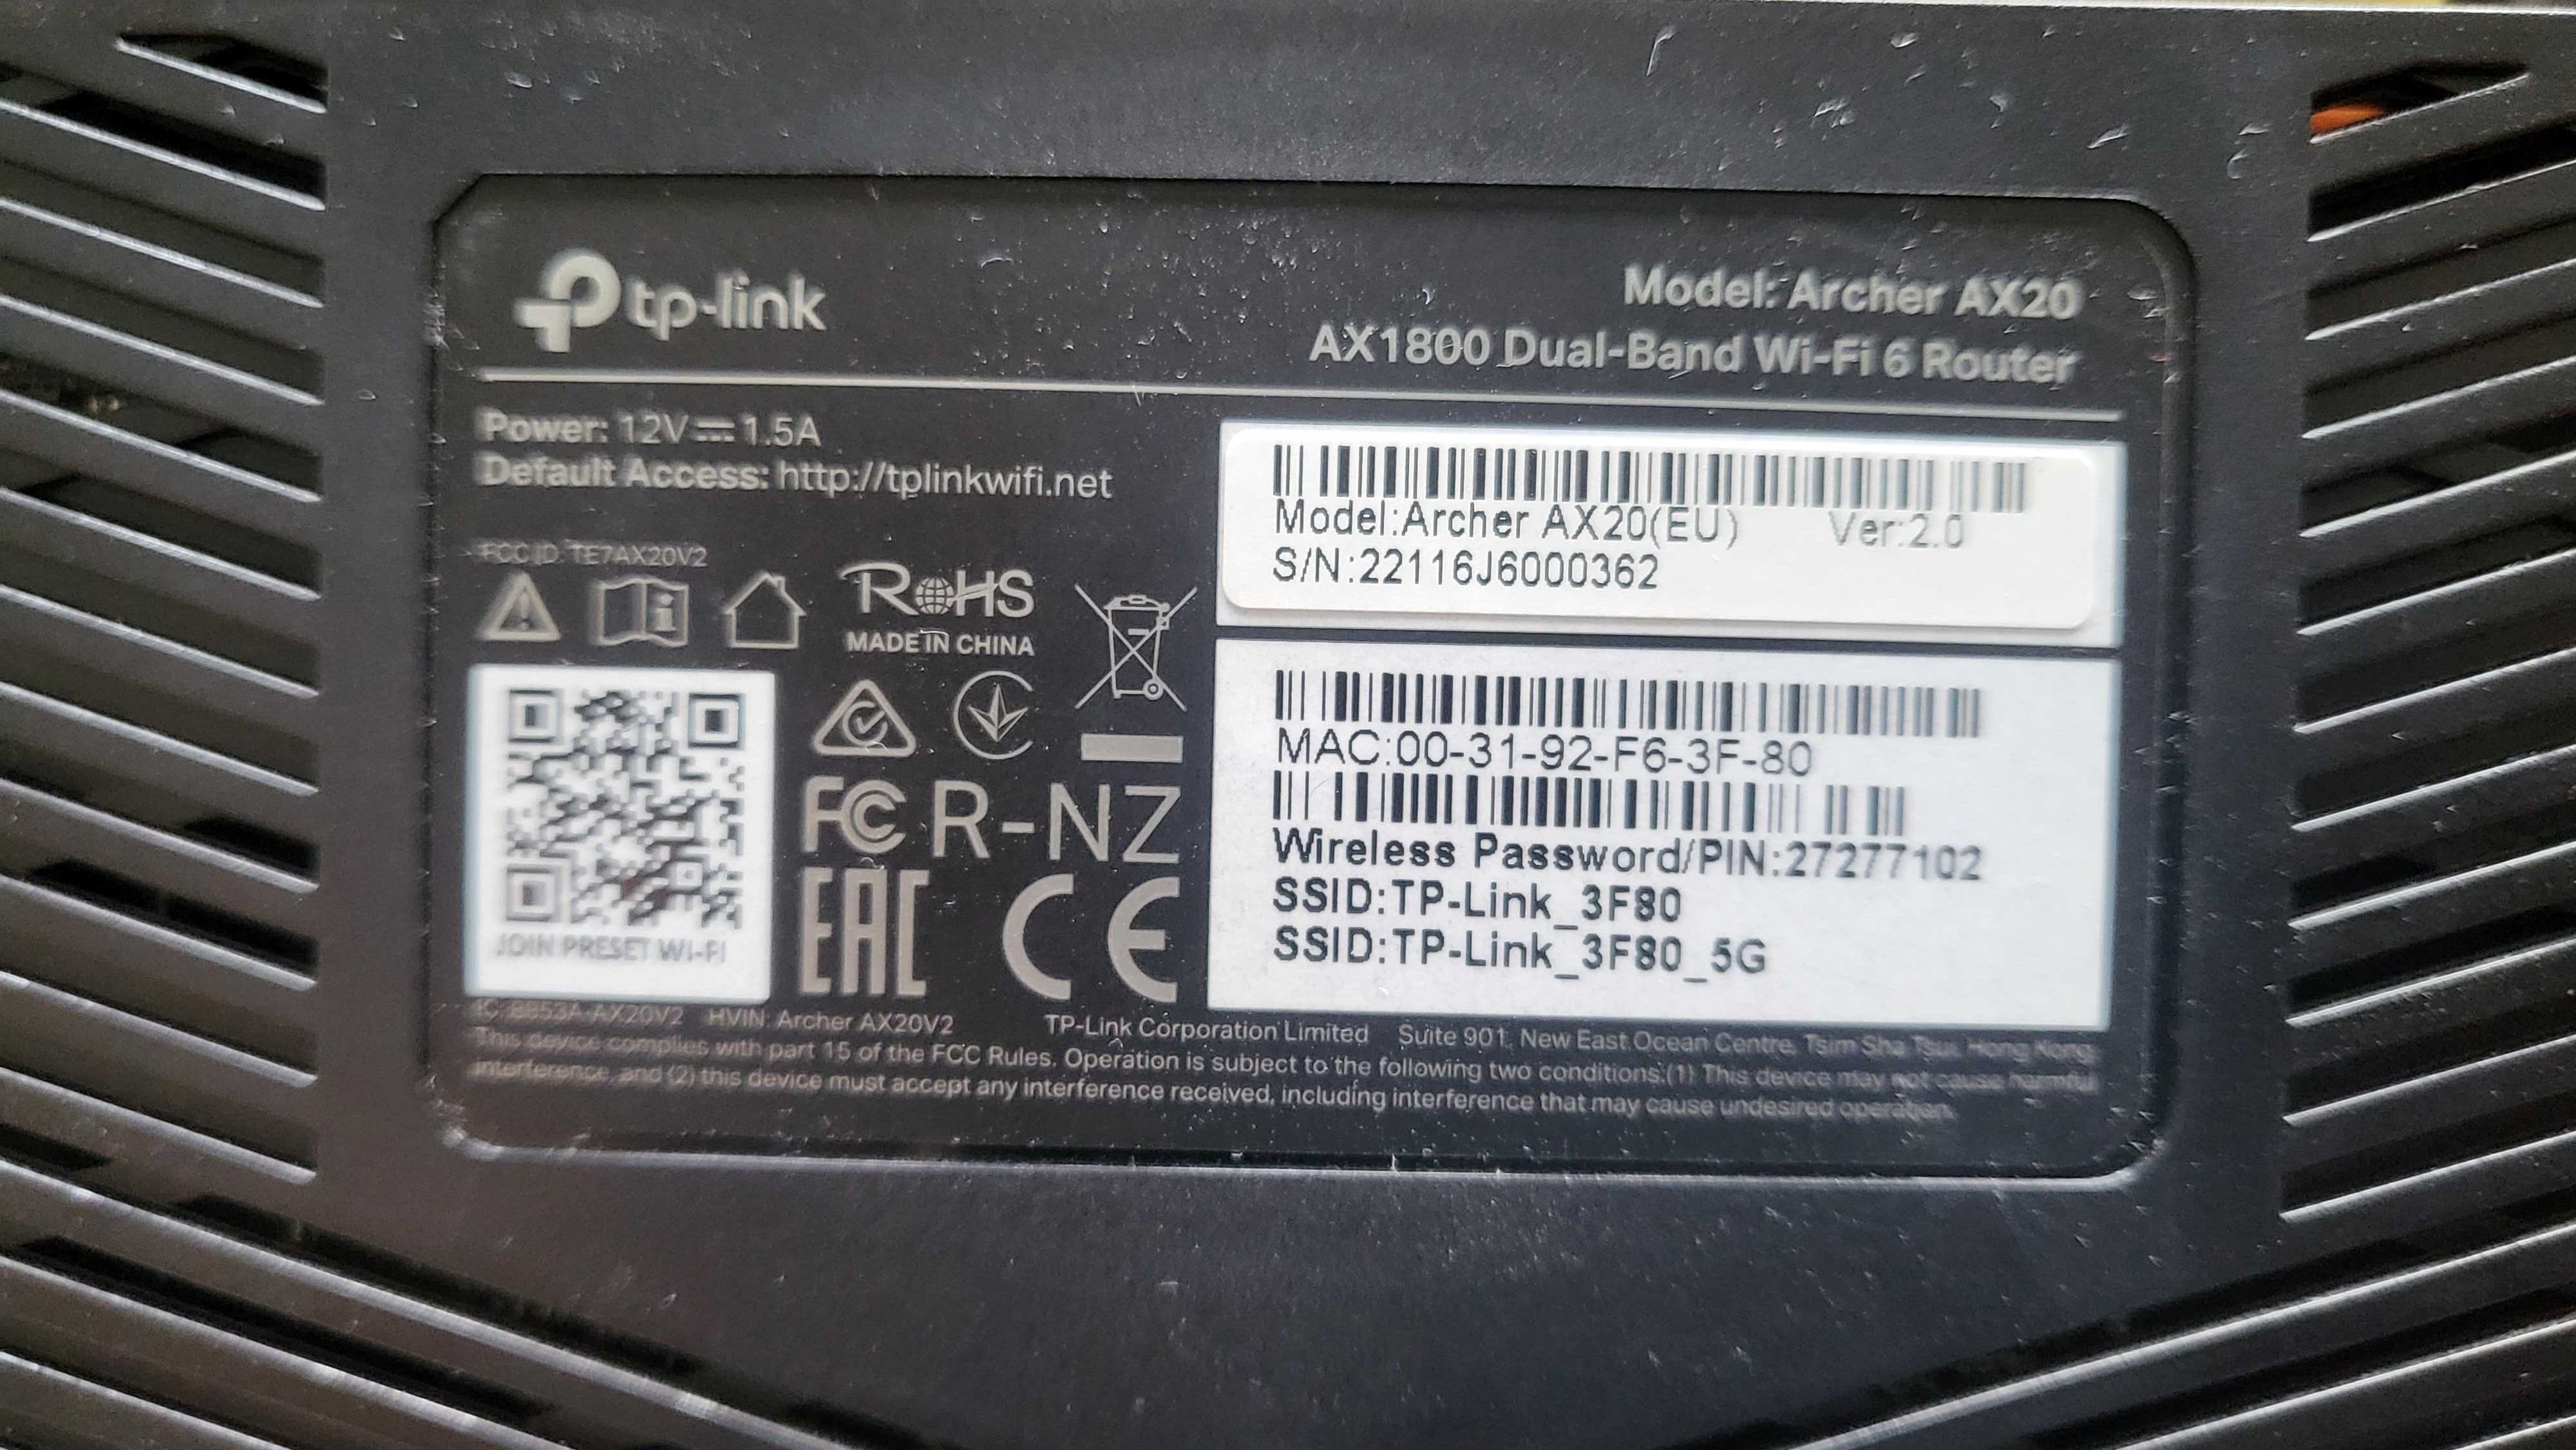 tp-link
Model: Archer AX20
AX1800 Dual-Band Wi-Fi 6 Router
Power: 12V⎓1.5A
Default Access: http://tplinkwifi.net
FCC ID: TE7AX20V2
RoHS
MADE IN CHINA
JOIN PRESET WI-FI
FC R-NZ
EAC CE
Model:Archer AX20(EU) Ver:2.0
S/N:22116J6000362
MAC:00-31-92-F6-3F-80
Wireless Password/PIN:27277102
SSID:TP-Link_3F80
SSID:TP-Link_3F80_5G
IC: 8853A-AX20V2 HVIN: Archer AX20V2 TP-Link Corporation Limited Suite 901, New East Ocean Centre, Tsim Sha Tsui, Hong Kong
This device complies with part 15 of the FCC Rules. Operation is subject to the following two conditions:(1) This device may not cause harmful
interference, and (2) this device must accept any interference received, including interference that may cause undesired operation.